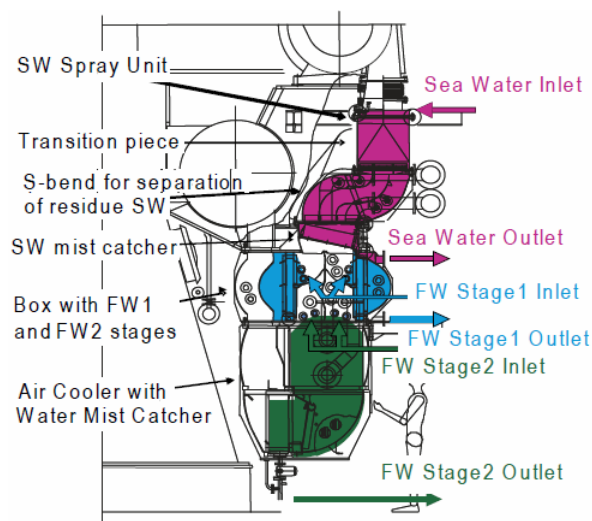 SW Spray Unit
Sea Water Inlet
Transition piece
S-bend for separation
of residue SW
SW mist catcher
Sea Water Outlet
FW Stage1 Inlet
Box with FW1
and FW2 stages
FW Stage1 Outlet
FW Stage2 Inlet
Air Cooler with
Water Mist Catcher
FW Stage2 Outlet